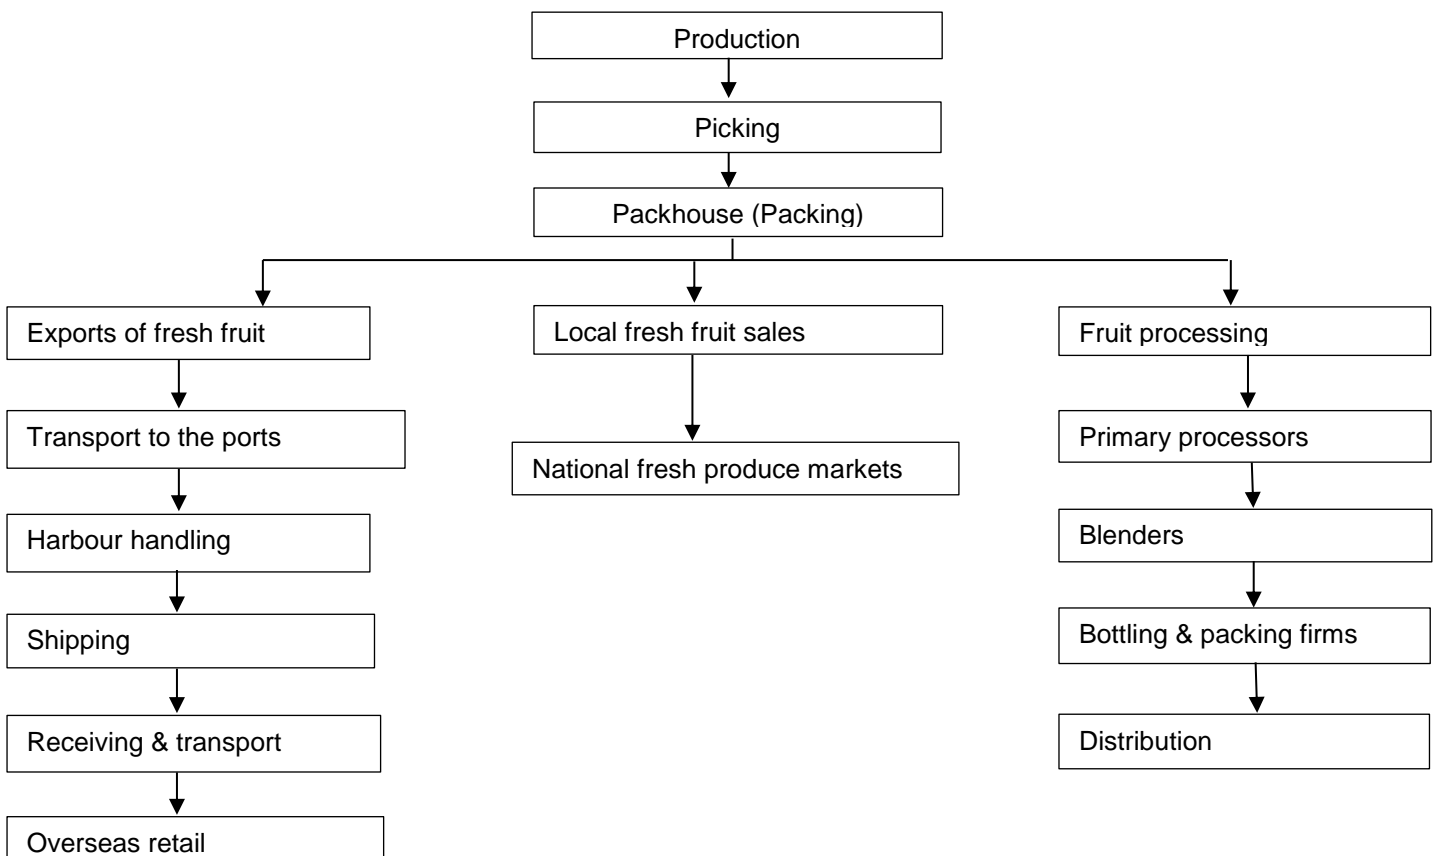 Production
Picking
Packhouse (Packing)
Exports of fresh fruit
Local fresh fruit sales
Fruit processing
Transport to the ports
National fresh produce markets
Primary processors
Harbour handling
Blenders
Shipping
Bottling & packing firms
Receiving & transport
Distribution
Overseas retail